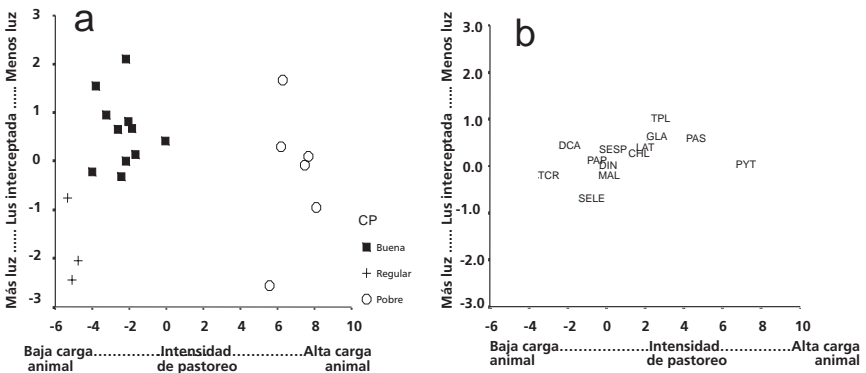 a
Más luz ...... Lus interceptada ...... Menos luz
3
2
1
0
-1
-2
-3
-6 -4 -2 0 2 4 6 8 10
CP
Buena
Regular
Pobre
Baja carga animal
Intensidad de pastoreo
Alta carga animal
b
Más luz ...... Lus interceptada ...... Menos luz
3.0
2.0
1.0
0.0
-1.0
-2.0
-3.0
TPL
GLA
PAS
DCA
SESP
LAT
CHL
PAP
DIN
PYT
TCR
MAL
SELE
-6 -4 -2 0 2 4 6 8 10
Baja carga animal
Intensidad de pastoreo
Alta carga animal